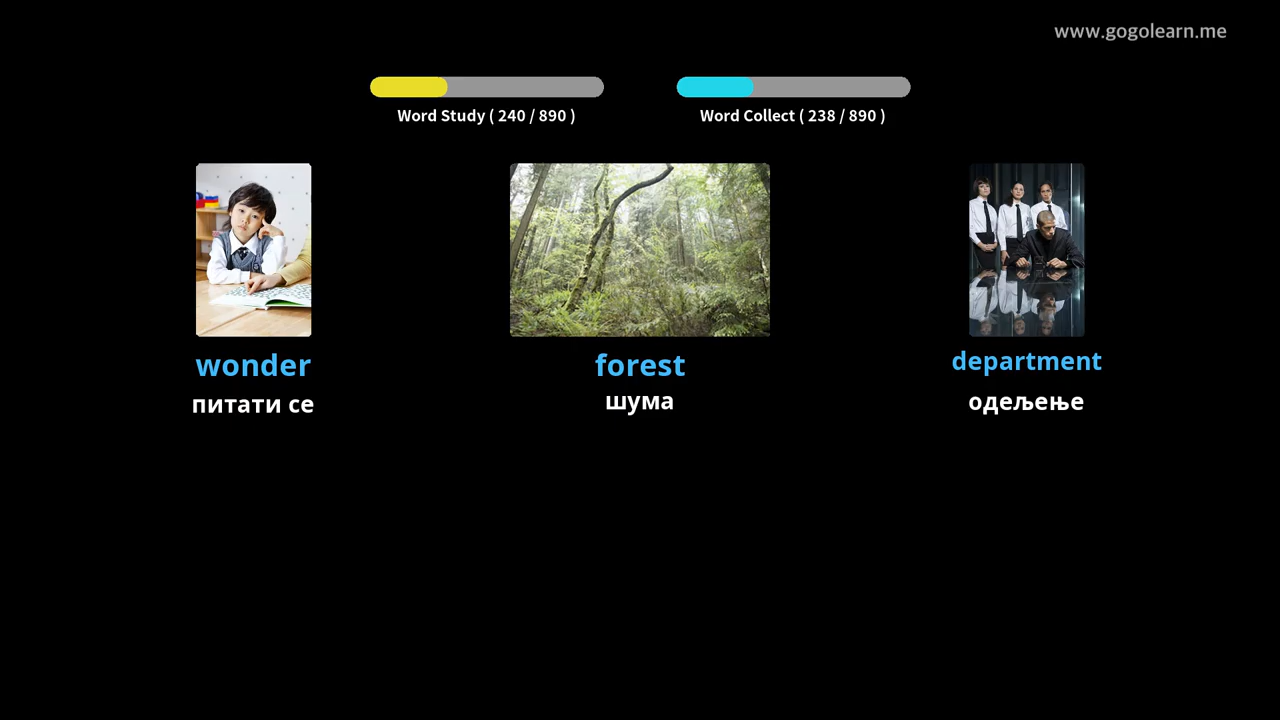 www.gogolearn.me
Word Study ( 240 / 890 )
Word Collect ( 238 / 890 )
wonder
питати се
forest
шума
department
одељење